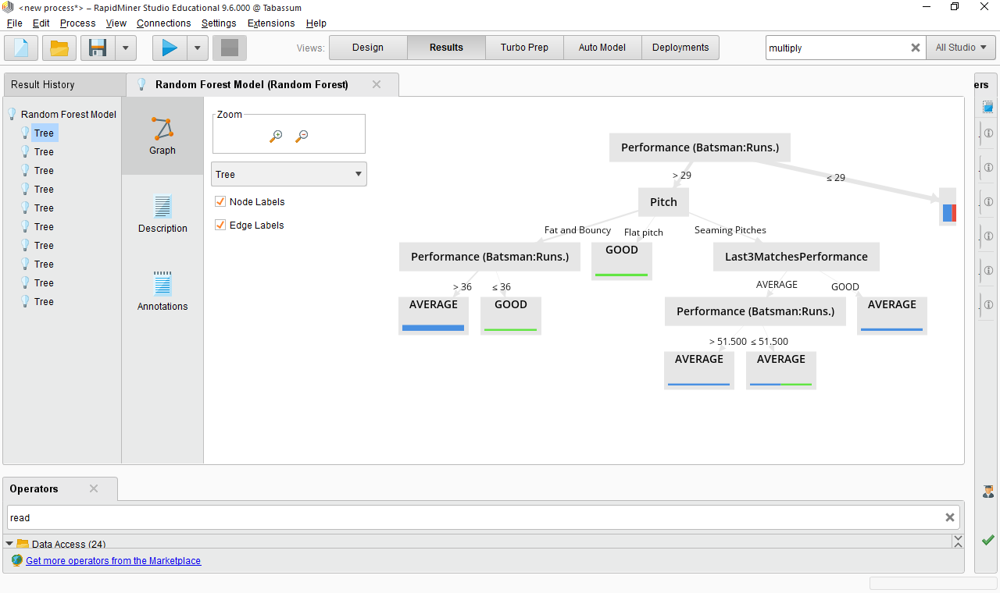 <new process*> – RapidMiner Studio Educational 9.6.000 @ Tabassum
File Edit Process View Connections Settings Extensions Help
Views: Design Results Turbo Prep Auto Model Deployments multiply All Studio
Result History
Random Forest Model (Random Forest)
ers
Random Forest Model
Tree
Tree
Tree
Tree
Tree
Tree
Tree
Tree
Tree
Tree
Graph
Description
Annotations
Zoom
Tree
Node Labels
Edge Labels
Performance (Batsman:Runs.)
> 29
≤ 29
Pitch
Fat and Bouncy
Flat pitch
Seaming Pitches
Performance (Batsman:Runs.)
GOOD
Last3MatchesPerformance
> 36
≤ 36
AVERAGE
GOOD
AVERAGE
GOOD
Performance (Batsman:Runs.)
AVERAGE
> 51.500
≤ 51.500
AVERAGE
AVERAGE
Operators
read
Data Access (24)
Get more operators from the Marketplace